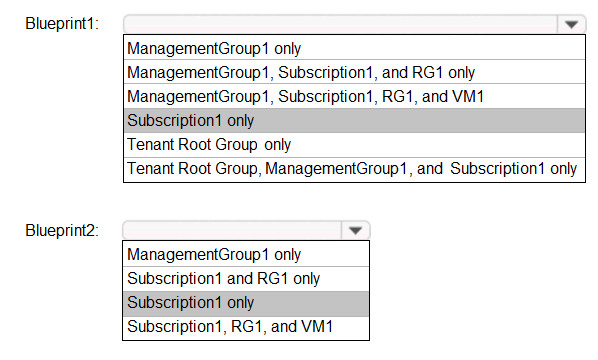 Blueprint1:
ManagementGroup1 only
ManagementGroup1, Subscription1, and RG1 only
ManagementGroup1, Subscription1, RG1, and VM1
Subscription1 only
Tenant Root Group only
Tenant Root Group, ManagementGroup1, and Subscription1 only
Blueprint2:
ManagementGroup1 only
Subscription1 and RG1 only
Subscription1 only
Subscription1, RG1, and VM1